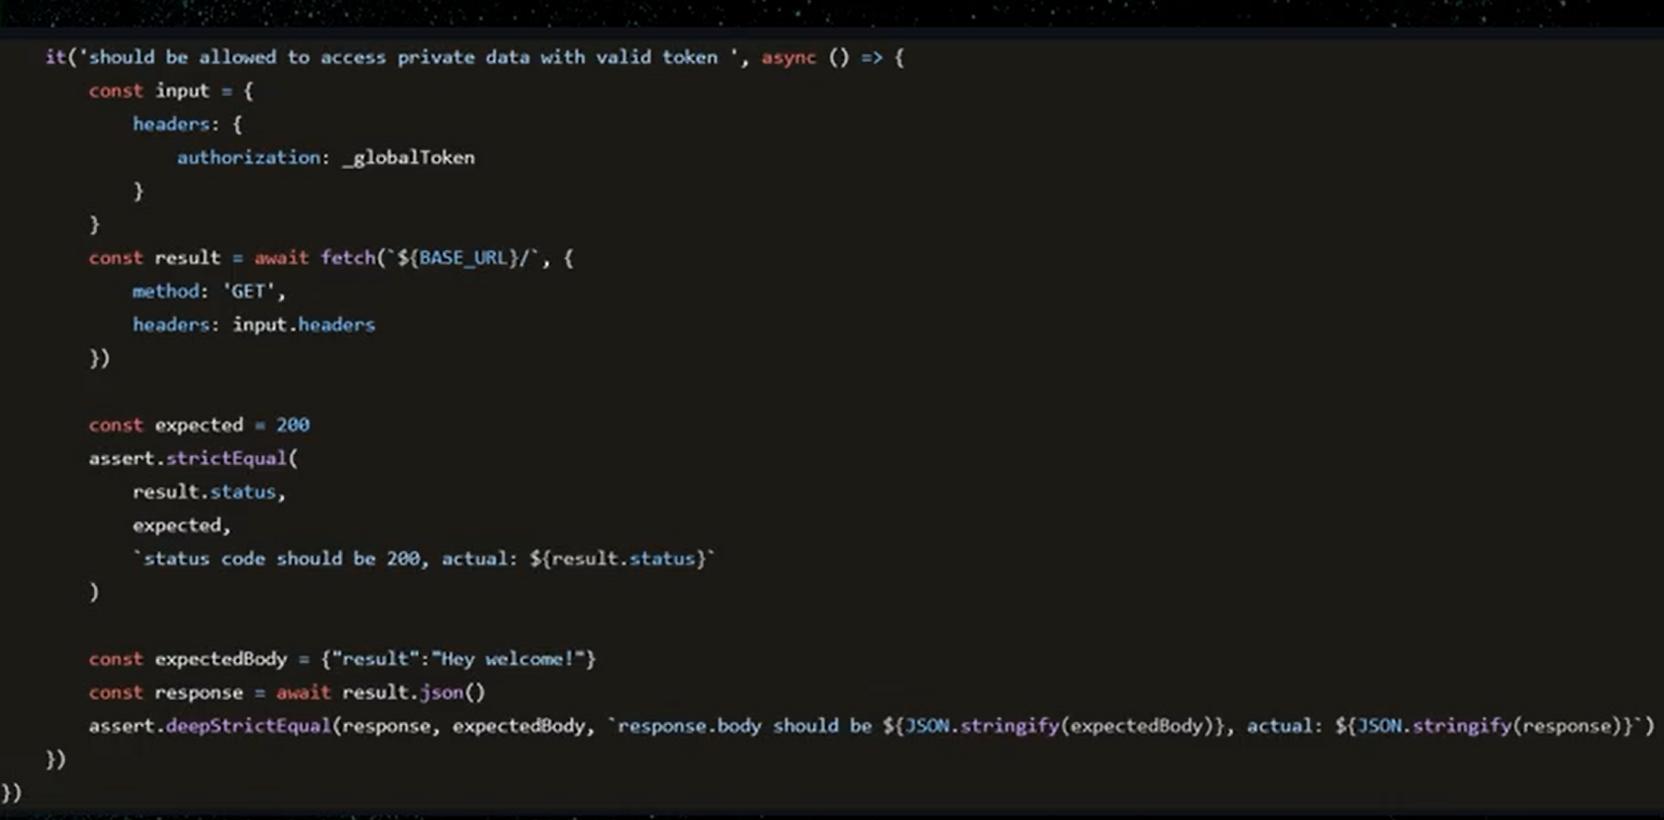 it('should be allowed to access private data with valid token ', async () => {
const input = {
headers: {
authorization: _globalToken
}
}
const result = await fetch(`${BASE_URL}/`, {
method: 'GET',
headers: input.headers
})
const expected = 200
assert.strictEqual(
result.status,
expected,
`status code should be 200, actual: ${result.status}`
)
const expectedBody = {"result":"Hey welcome!"}
const response = await result.json()
assert.deepStrictEqual(response, expectedBody, `response.body should be ${JSON.stringify(expectedBody)}, actual: ${JSON.stringify(response)}`)
})
})